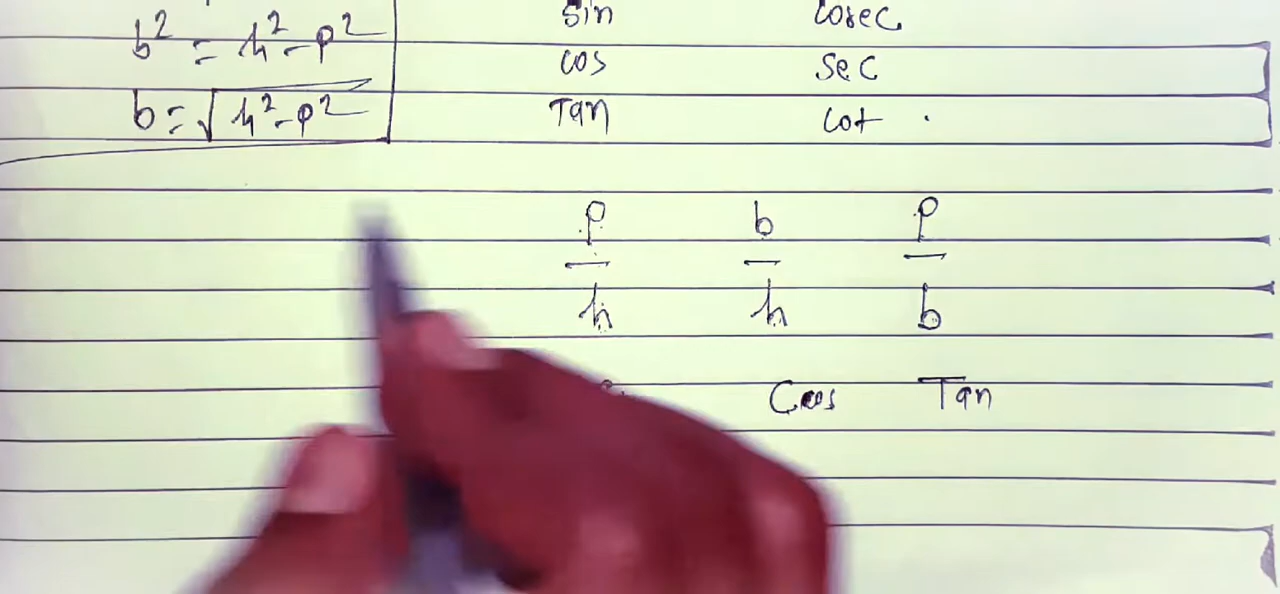 b² = h² - p²
b = √h² - p²
sin cosec
cos sec
Tan cot .
p b p
— — —
h h b
Cos Tan